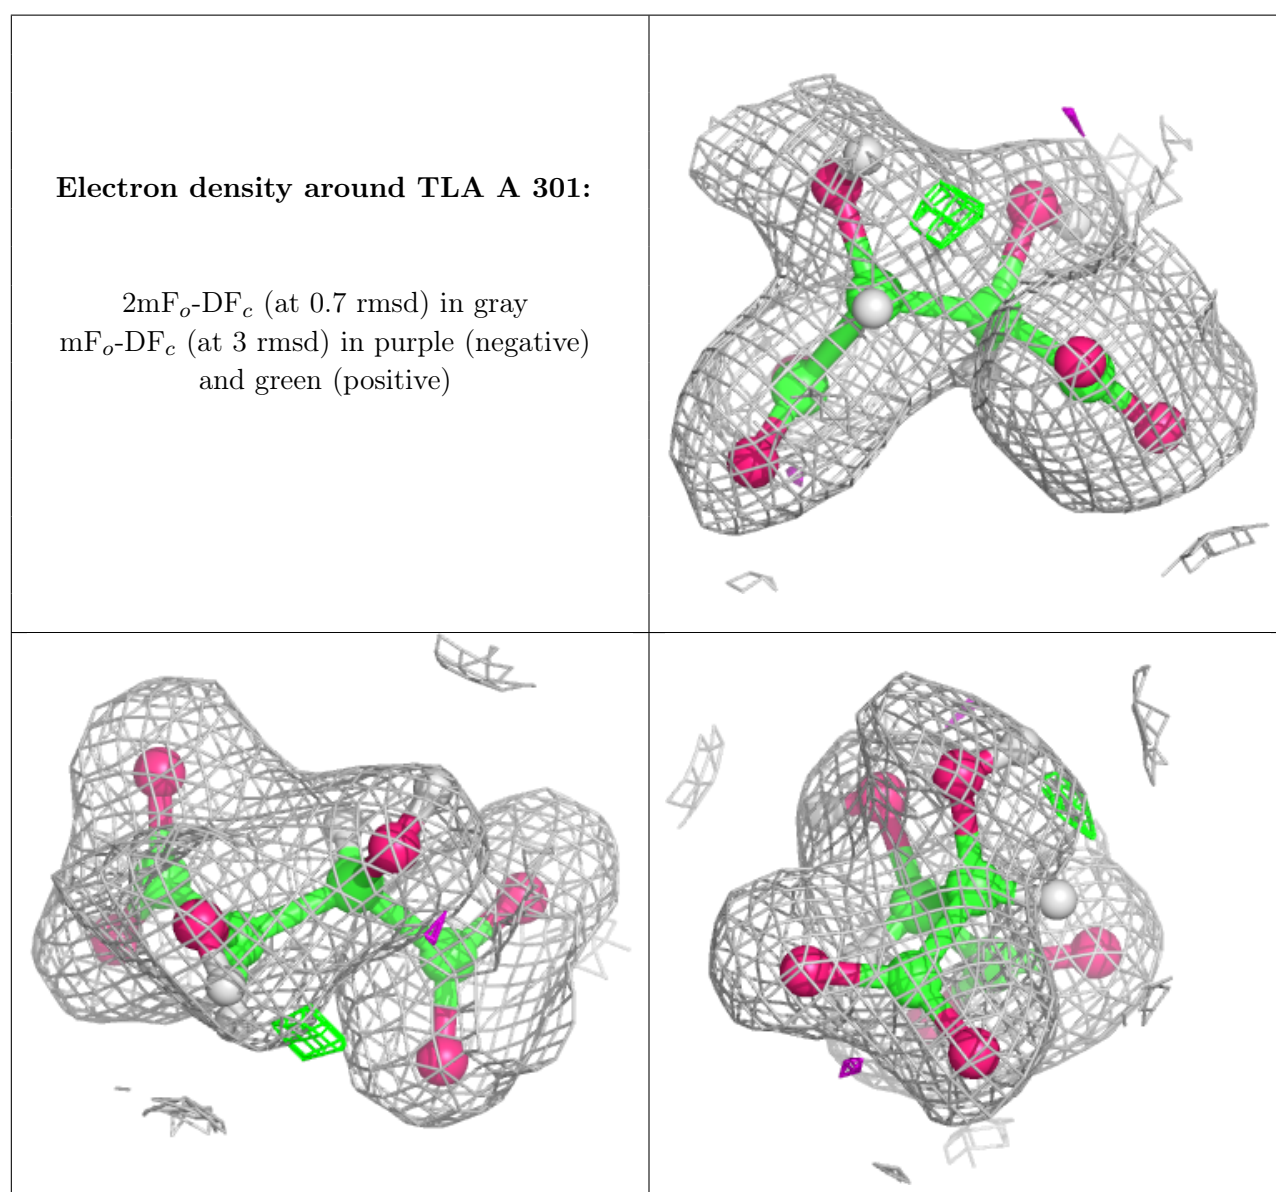 Electron density around TLA A 301:
2mFo-DFc (at 0.7 rmsd) in gray
mFo-DFc (at 3 rmsd) in purple (negative)
and green (positive)